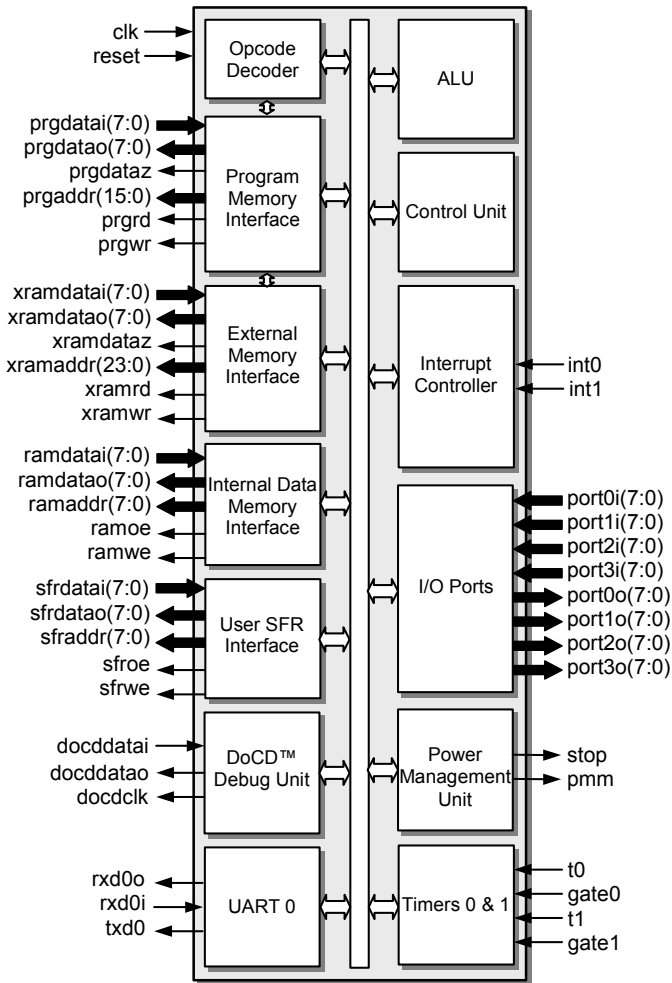 clk
reset
Opcode
Decoder
ALU
prgdatai(7:0)
prgdatao(7:0)
prgdataz
prgaddr(15:0)
prgrd
prgwr
Program
Memory
Interface
Control Unit
xramdatai(7:0)
xramdatao(7:0)
xramdataz
xramaddr(23:0)
xramrd
xramwr
External
Memory
Interface
Interrupt
Controller
int0
int1
ramdatai(7:0)
ramdatao(7:0)
ramaddr(7:0)
ramoe
ramwe
Internal Data
Memory
Interface
I/O Ports
port0i(7:0)
port1i(7:0)
port2i(7:0)
port3i(7:0)
port0o(7:0)
port1o(7:0)
port2o(7:0)
port3o(7:0)
sfrdatai(7:0)
sfrdatao(7:0)
sfraddr(7:0)
sfroe
sfrwe
User SFR
Interface
docddatai
docddatao
docdclk
DoCD™
Debug Unit
Power
Management
Unit
stop
pmm
rxd0o
rxd0i
txd0
UART 0
Timers 0 & 1
t0
gate0
t1
gate1